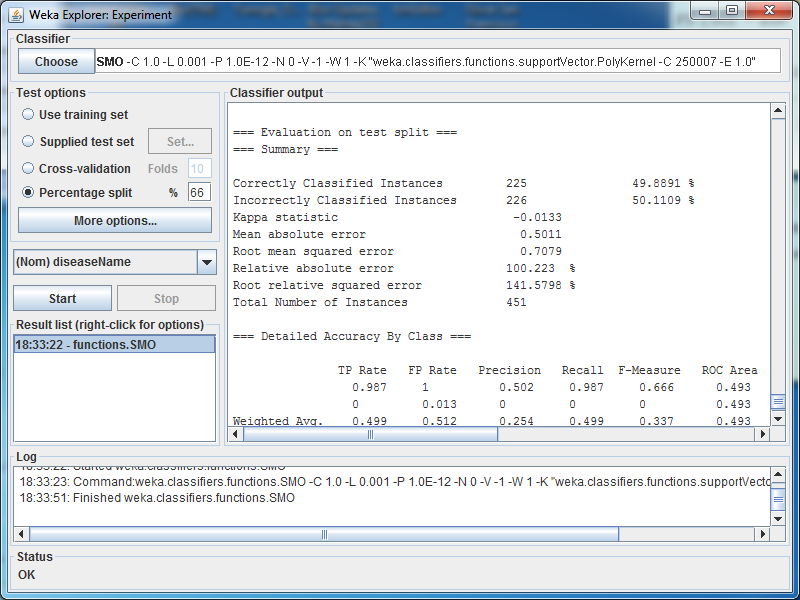 Weka Explorer: Experiment
Classifier
Choose SMO -C 1.0 -L 0.001 -P 1.0E-12 -N 0 -V -1 -W 1 -K "weka.classifiers.functions.supportVector.PolyKernel -C 250007 -E 1.0"
Test options
Use training set
Supplied test set Set...
Cross-validation Folds 10
Percentage split % 66
More options...
(Nom) diseaseName
Start Stop
Result list (right-click for options)
18:33:22 - functions.SMO
Classifier output
=== Evaluation on test split ===
=== Summary ===
Correctly Classified Instances 225 49.8891 %
Incorrectly Classified Instances 226 50.1109 %
Kappa statistic -0.0133
Mean absolute error 0.5011
Root mean squared error 0.7079
Relative absolute error 100.223 %
Root relative squared error 141.5798 %
Total Number of Instances 451
=== Detailed Accuracy By Class ===
TP Rate FP Rate Precision Recall F-Measure ROC Area
0.987 1 0.502 0.987 0.666 0.493
0 0.013 0 0 0 0.493
Weighted Avg. 0.499 0.512 0.254 0.499 0.337 0.493
Log
18:33:22: Started weka.classifiers.functions.SMO
18:33:23: Command:weka.classifiers.functions.SMO -C 1.0 -L 0.001 -P 1.0E-12 -N 0 -V -1 -W 1 -K "weka.classifiers.functions.supportVecto
18:33:51: Finished weka.classifiers.functions.SMO
Status
OK